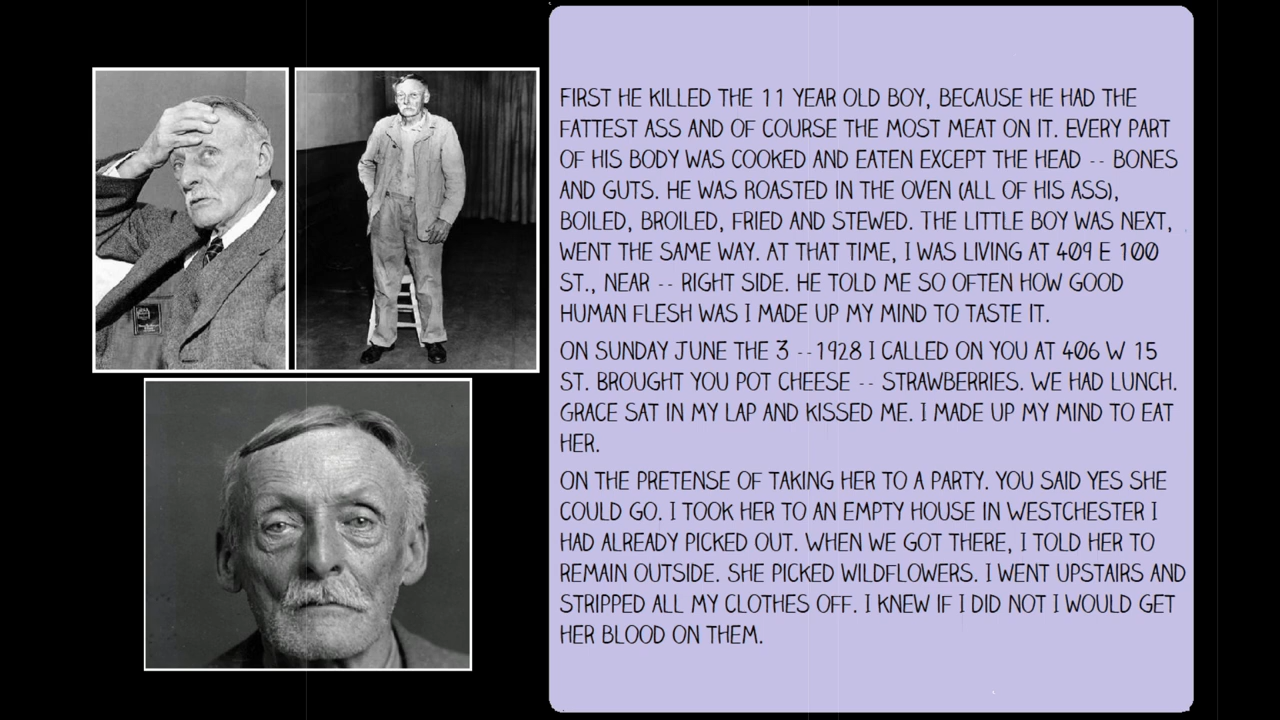 FIRST HE KILLED THE 11 YEAR OLD BOY, BECAUSE HE HAD THE
FATTEST ASS AND OF COURSE THE MOST MEAT ON IT. EVERY PART
OF HIS BODY WAS COOKED AND EATEN EXCEPT THE HEAD -- BONES
AND GUTS. HE WAS ROASTED IN THE OVEN (ALL OF HIS ASS),
BOILED, BROILED, FRIED AND STEWED. THE LITTLE BOY WAS NEXT,
WENT THE SAME WAY. AT THAT TIME, I WAS LIVING AT 409 E 100
ST., NEAR -- RIGHT SIDE. HE TOLD ME SO OFTEN HOW GOOD
HUMAN FLESH WAS I MADE UP MY MIND TO TASTE IT.
ON SUNDAY JUNE THE 3 --1928 I CALLED ON YOU AT 406 W 15
ST. BROUGHT YOU POT CHEESE -- STRAWBERRIES. WE HAD LUNCH.
GRACE SAT IN MY LAP AND KISSED ME. I MADE UP MY MIND TO EAT
HER.
ON THE PRETENSE OF TAKING HER TO A PARTY. YOU SAID YES SHE
COULD GO. I TOOK HER TO AN EMPTY HOUSE IN WESTCHESTER I
HAD ALREADY PICKED OUT. WHEN WE GOT THERE, I TOLD HER TO
REMAIN OUTSIDE. SHE PICKED WILDFLOWERS. I WENT UPSTAIRS AND
STRIPPED ALL MY CLOTHES OFF. I KNEW IF I DID NOT I WOULD GET
HER BLOOD ON THEM.